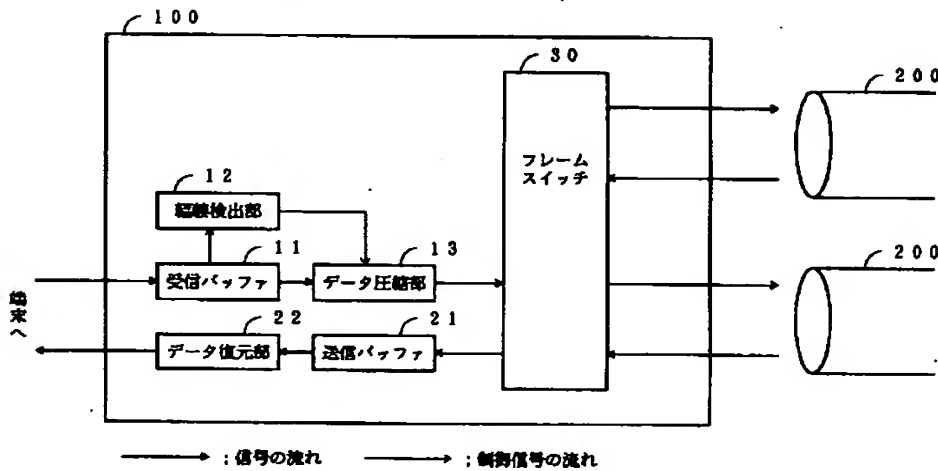 100
30
200
フレーム
スイッチ
12
輻輳検出部
11
13
200
受信バッファ
データ圧縮部
端末へ
22
21
データ復元部
送信バッファ
;信号の流れ
;制御信号の流れ